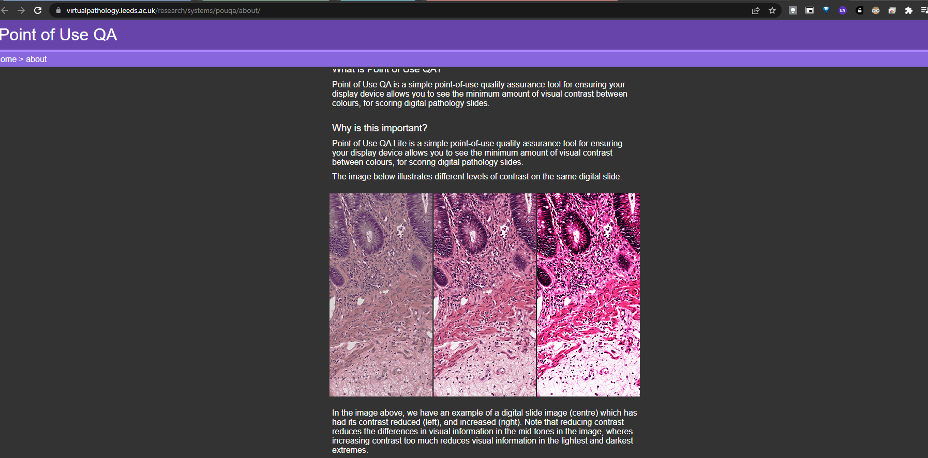 virtualpathology.leeds.ac.uk/research/systems/pouqa/about/
Point of Use QA
ome > about
What is Point of Use QA?
Point of Use QA is a simple point-of-use quality assurance tool for ensuring your
display device allows you to see the minimum amount of visual contrast between
colours, for scoring digital pathology slides.
Why is this important?
Point of Use QA Lite is a simple point-of-use quality assurance tool for ensuring
your display device allows you to see the minimum amount of visual contrast
between colours, for scoring digital pathology slides.
The image below illustrates different levels of contrast on the same digital slide
In the image above, we have an example of a digital slide image (centre) which has
had its contrast reduced (left), and increased (right). Note that reducing contrast
reduces the differences in visual information in the mid tones in the image, wheres
increasing contrast too much reduces visual information in the lightest and darkest
extremes.